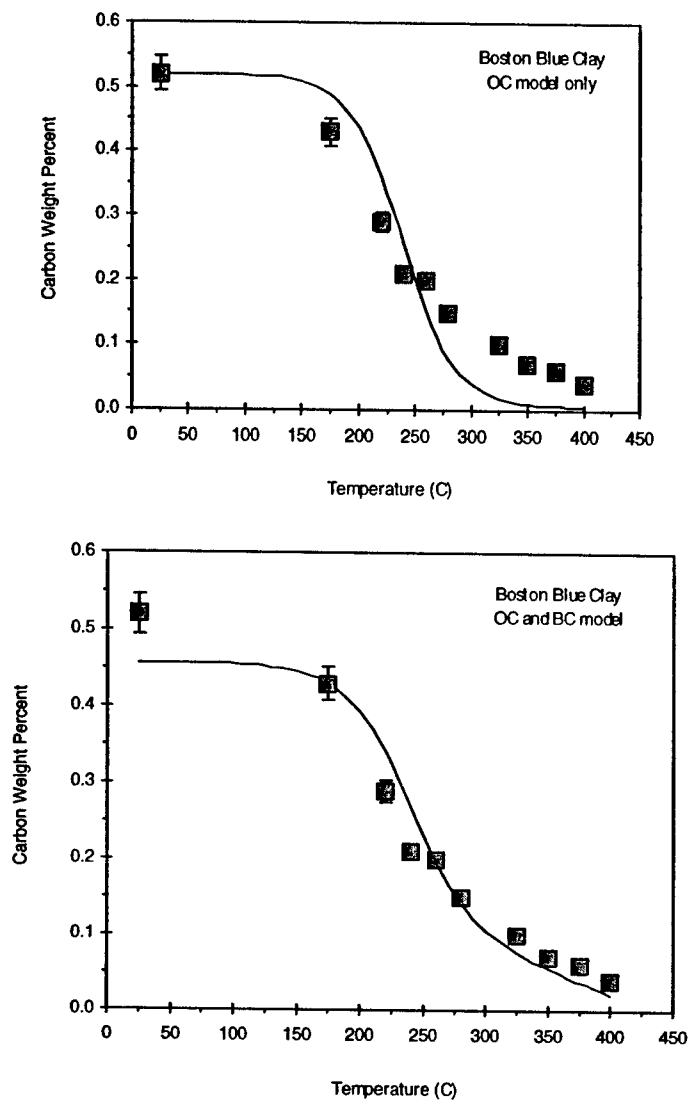 0.6
0.5
0.4
0.3
0.2
0.1
0.0
Carbon Weight Percent
Boston Blue Clay
OC model only
0 50 100 150 200 250 300 350 400 450
Temperature (C)
0.6
0.5
0.4
0.3
0.2
0.1
0.0
Carbon Weight Percent
Boston Blue Clay
OC and BC model
0 50 100 150 200 250 300 350 400 450
Temperature (C)